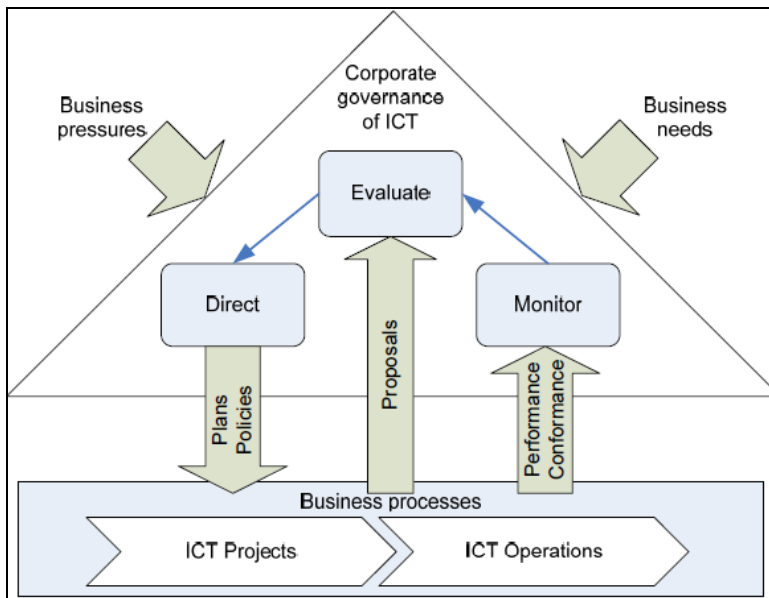 Corporate
governance
of ICT
Business
pressures
Business
needs
Evaluate
Direct
Monitor
Plans
Policies
Proposals
Performance
Conformance
Business processes
ICT Projects
ICT Operations